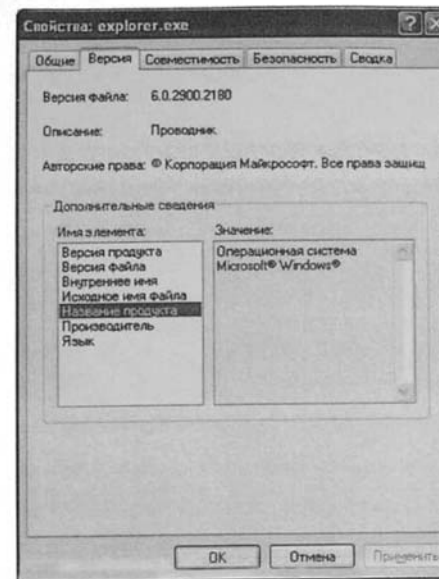 Свойства: explorer.exe
Общие Версия Совместимость Безопасность Сводка
Версия файла: 6.0.2900.2180
Описание: Проводник
Авторские права: © Корпорация Майкрософт. Все права защищ
Дополнительные сведения
Имя элемента: Значение:
Версия продукта
Версия файла
Внутреннее имя
Исходное имя файла
Название продукта
Производитель
Язык
Операционная система
Microsoft® Windows®
OK Отмена Применить